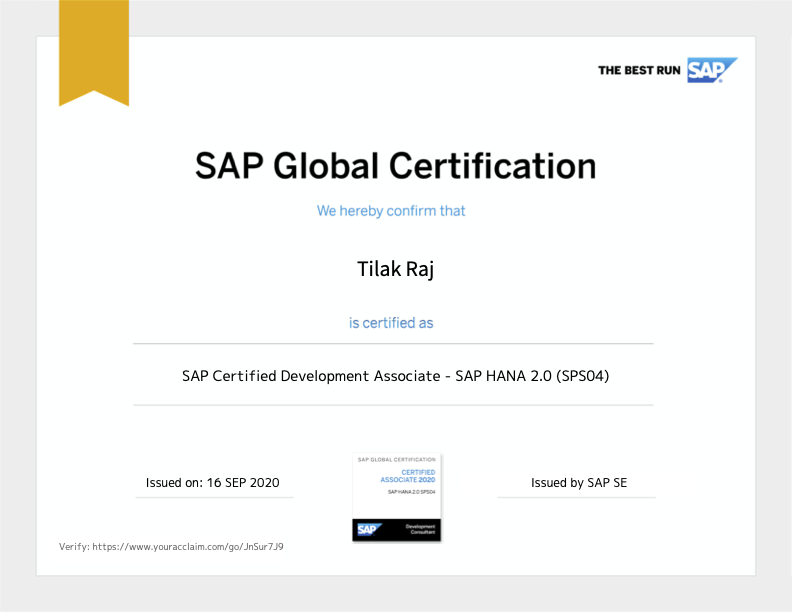 THE BEST RUN SAP
SAP Global Certification
We hereby confirm that
Tilak Raj
is certified as
SAP Certified Development Associate - SAP HANA 2.0 (SPS04)
SAP GLOBAL CERTIFICATION
CERTIFIED
ASSOCIATE 2020
SAP HANA 2.0 SPS04
Issued on: 16 SEP 2020
Issued by SAP SE
SAP
Development
Consultant
Verify: https://www.youracclaim.com/go/JnSur7J9